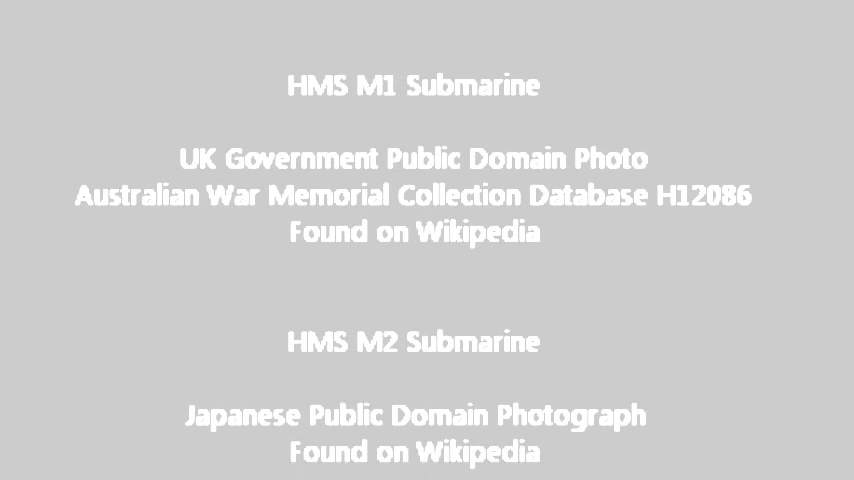 HMS M1 Submarine
UK Government Public Domain Photo
Australian War Memorial Collection Database H12086
Found on Wikipedia
HMS M2 Submarine
Japanese Public Domain Photograph
Found on Wikipedia